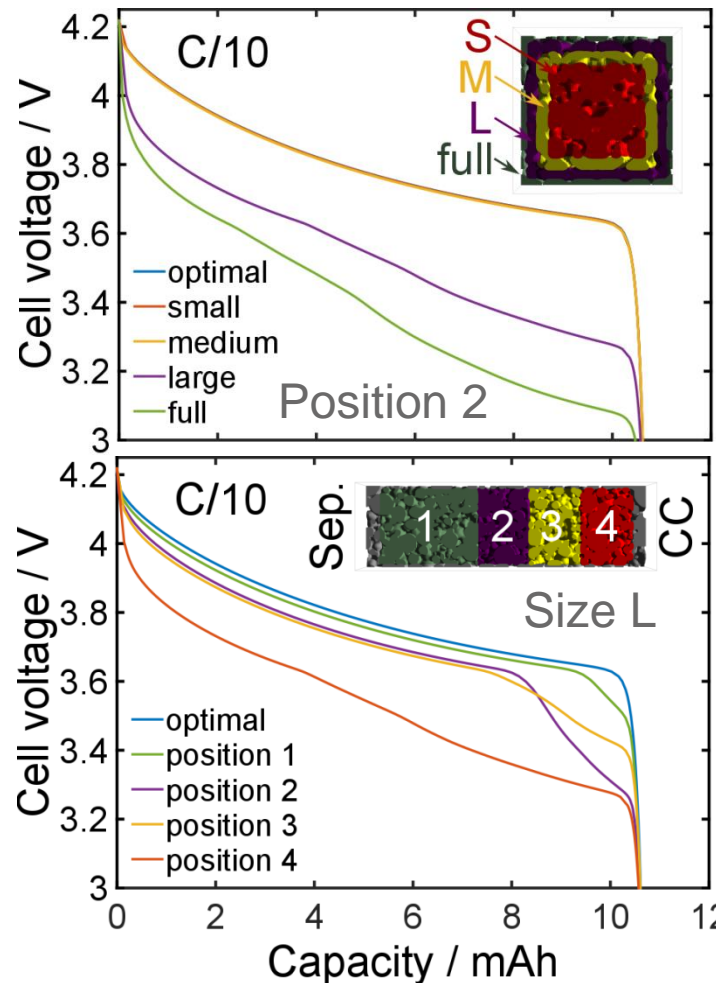 C/10
S
M
L
full
optimal
small
medium
large
full
Position 2
Cell voltage / V
4.2
4
3.8
3.6
3.4
3.2
3
C/10
Sep.
1
2
3
4
CC
Size L
optimal
position 1
position 2
position 3
position 4
Cell voltage / V
4.2
4
3.8
3.6
3.4
3.2
3
0
2
4
6
8
10
12
Capacity / mAh